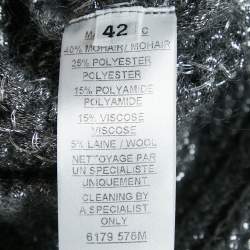 42
40% MOHAIR / MOHAIR
25% POLYESTER
POLYESTER
15% POLYAMIDE
POLYAMIDE
15% VISCOSE
VISCOSE
5% LAINE / WOOL
NETTOYAGE PAR
UN SPECIALISTE
UNIQUEMENT
CLEANING BY
A SPECIALIST
ONLY
6179 576M